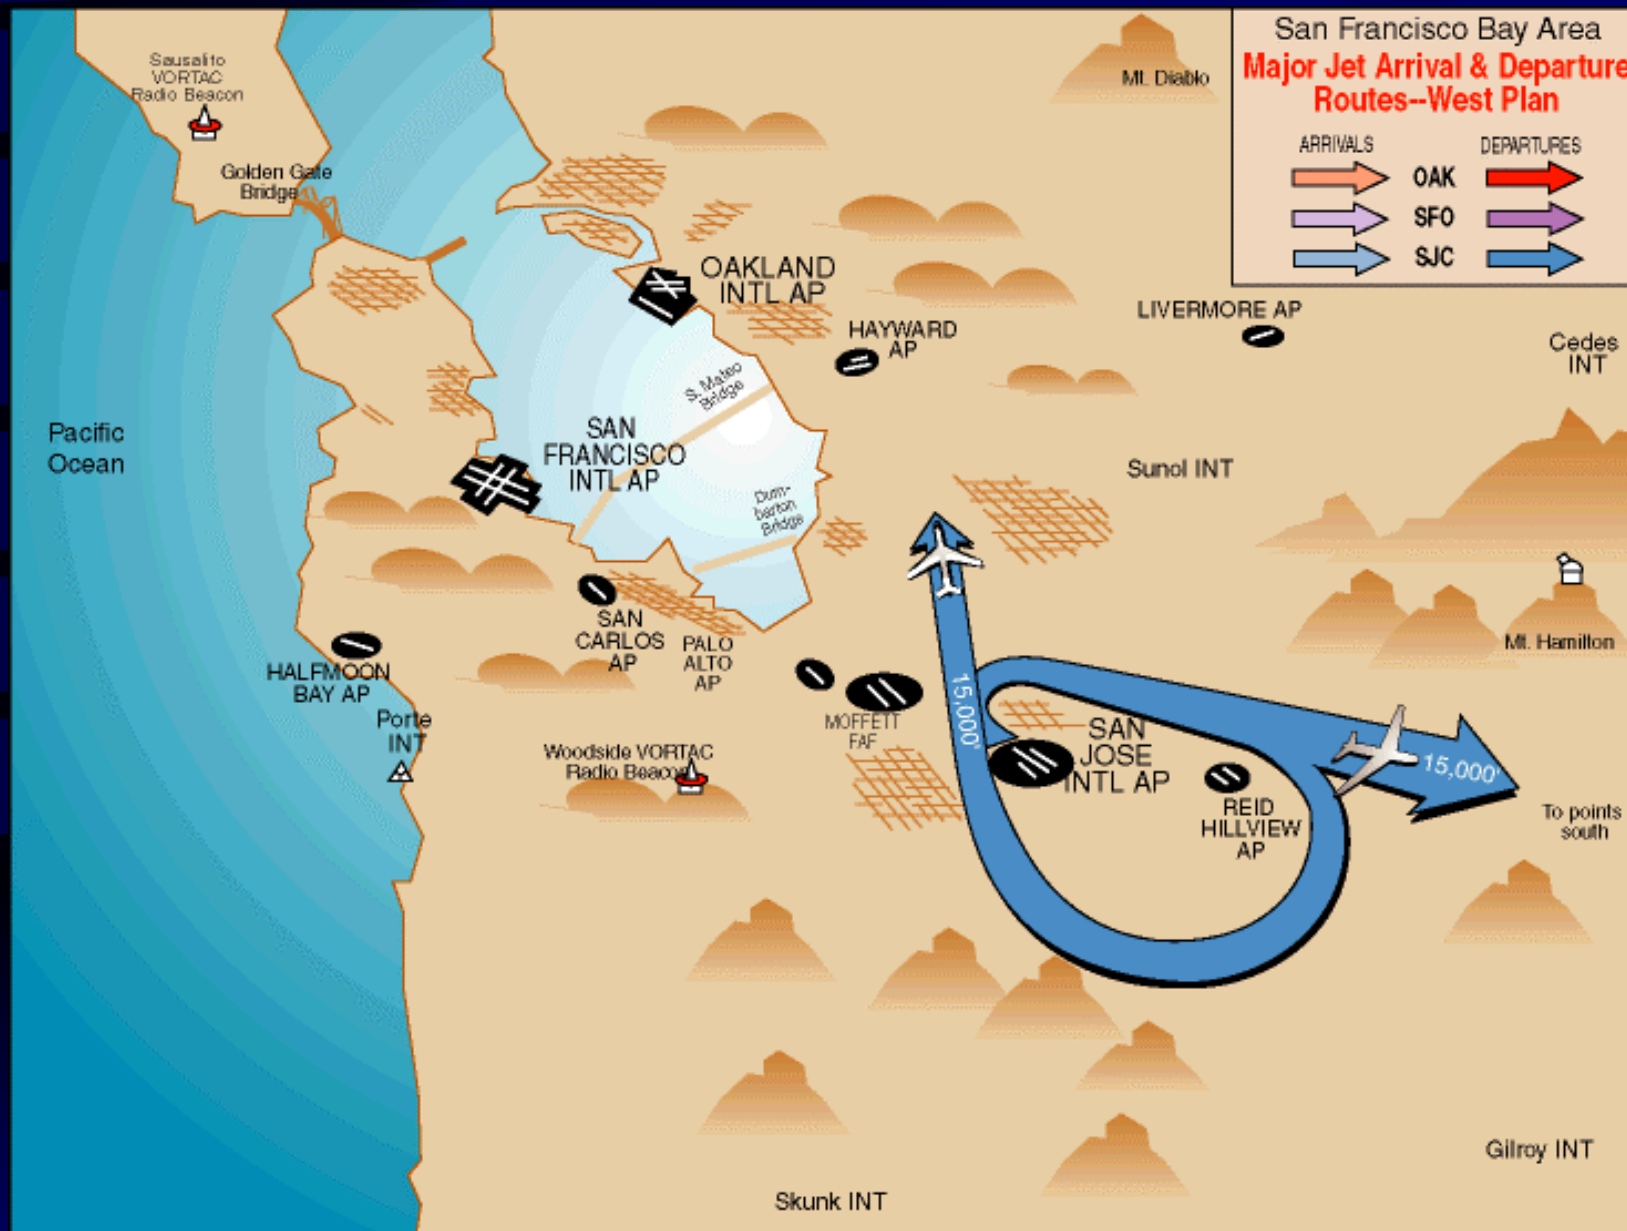 San Francisco Bay Area
Major Jet Arrival & Departure
Routes--West Plan
ARRIVALS
DEPARTURES
OAK
SFO
SJC
Sausalito
VORTAC
Radio Beacon
Golden Gate
Bridge
Mt. Diablo
OAKLAND
INTL AP
HAYWARD
AP
LIVERMORE AP
Cedes
INT
S. Mateo
Bridge
Pacific
Ocean
SAN
FRANCISCO
INTL AP
Sunol INT
Dum-
barton
Bridge
SAN
CARLOS
AP
PALO
ALTO
AP
HALFMOON
BAY AP
Mt. Hamilton
Porte
INT
MOFFETT
FAF
15,000'
SAN
JOSE
INTL AP
Woodside VORTAC
Radio Beacon
15,000'
REID
HILLVIEW
AP
To points
south
Gilroy INT
Skunk INT